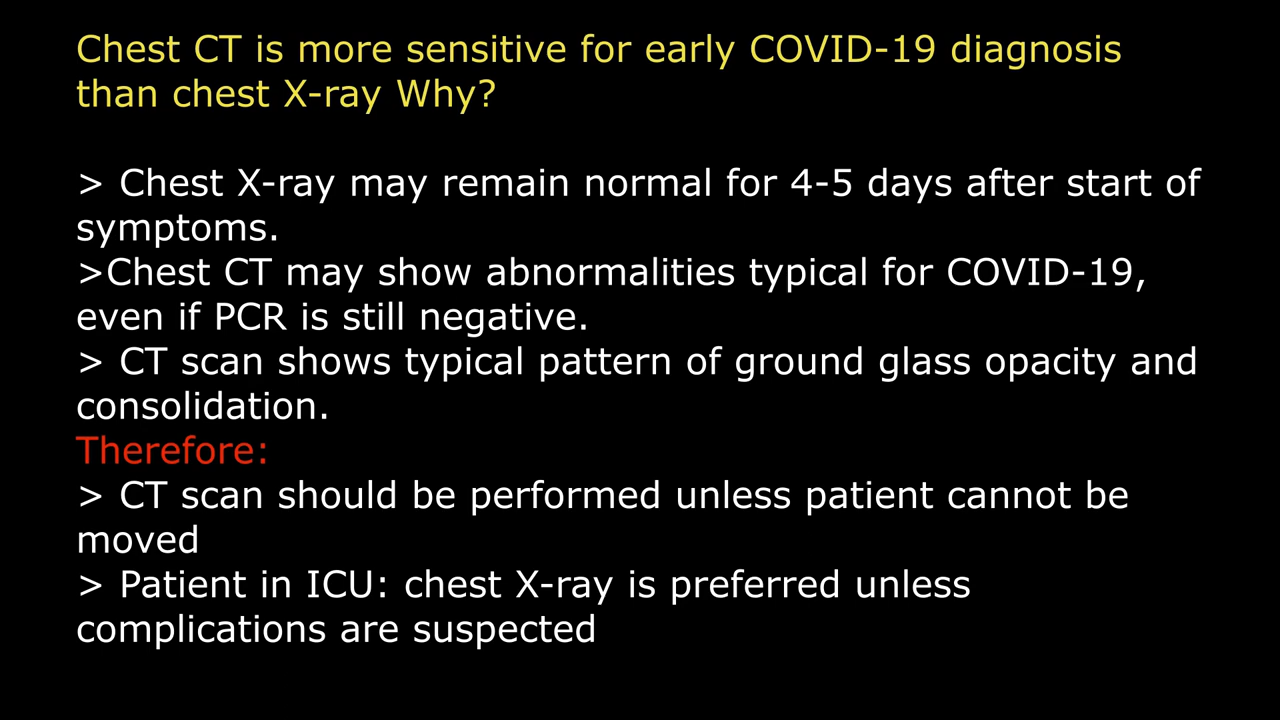 Chest CT is more sensitive for early COVID-19 diagnosis
than chest X-ray Why?
> Chest X-ray may remain normal for 4-5 days after start of
symptoms.
>Chest CT may show abnormalities typical for COVID-19,
even if PCR is still negative.
> CT scan shows typical pattern of ground glass opacity and
consolidation.
Therefore:
> CT scan should be performed unless patient cannot be
moved
> Patient in ICU: chest X-ray is preferred unless
complications are suspected